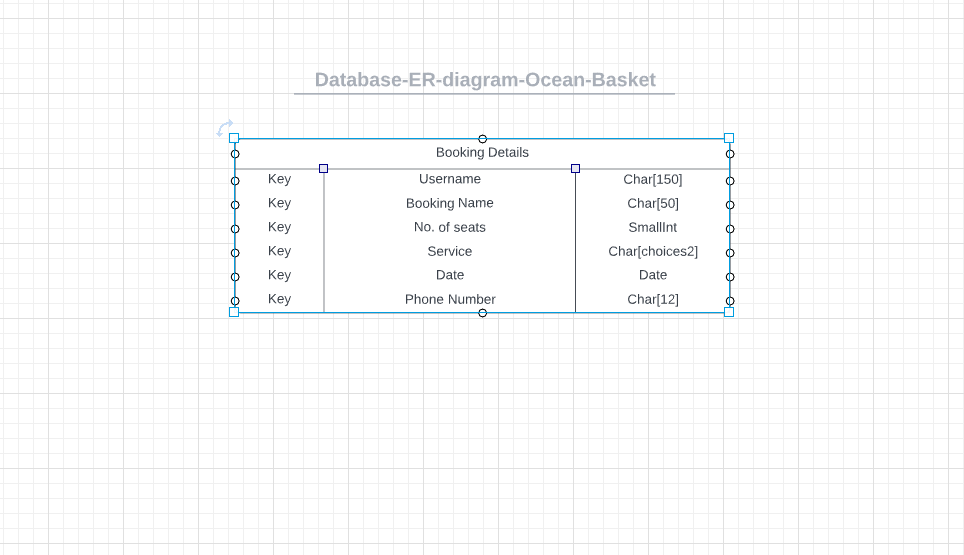 Database-ER-diagram-Ocean-Basket
Booking Details
Key Username Char[150]
Key Booking Name Char[50]
Key No. of seats SmallInt
Key Service Char[choices2]
Key Date Date
Key Phone Number Char[12]